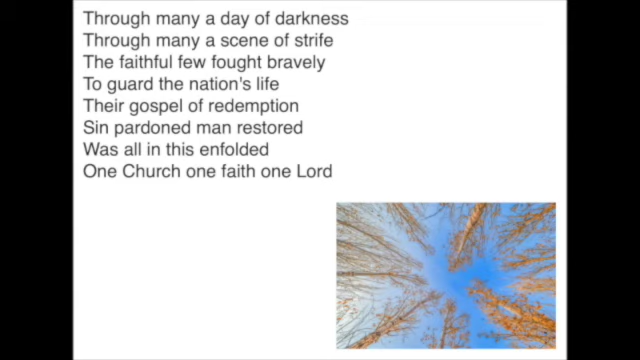 Through many a day of darkness
Through many a scene of strife
The faithful few fought bravely
To guard the nation's life
Their gospel of redemption
Sin pardoned man restored
Was all in this enfolded
One Church one faith one Lord